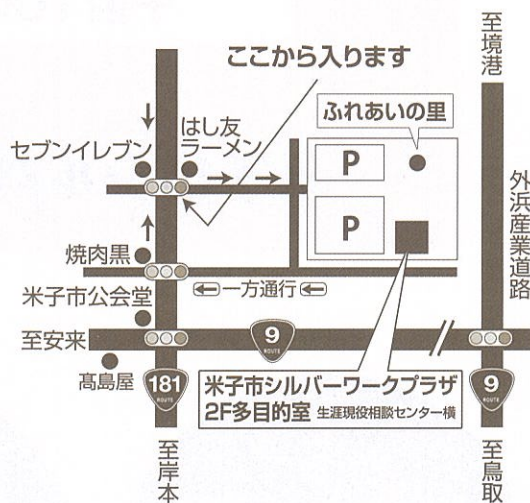 至境港
ここから入ります
ふれあいの里
セブンイレブン
はし友
ラーメン
P
外浜産業道路
P
焼肉黒
一方通行
米子市公会堂
至安来
9
ROUTE
髙島屋
181
ROUTE
米子市シルバーワークプラザ
2F多目的室 生涯現役相談センター横
9
ROUTE
至岸本
至鳥取